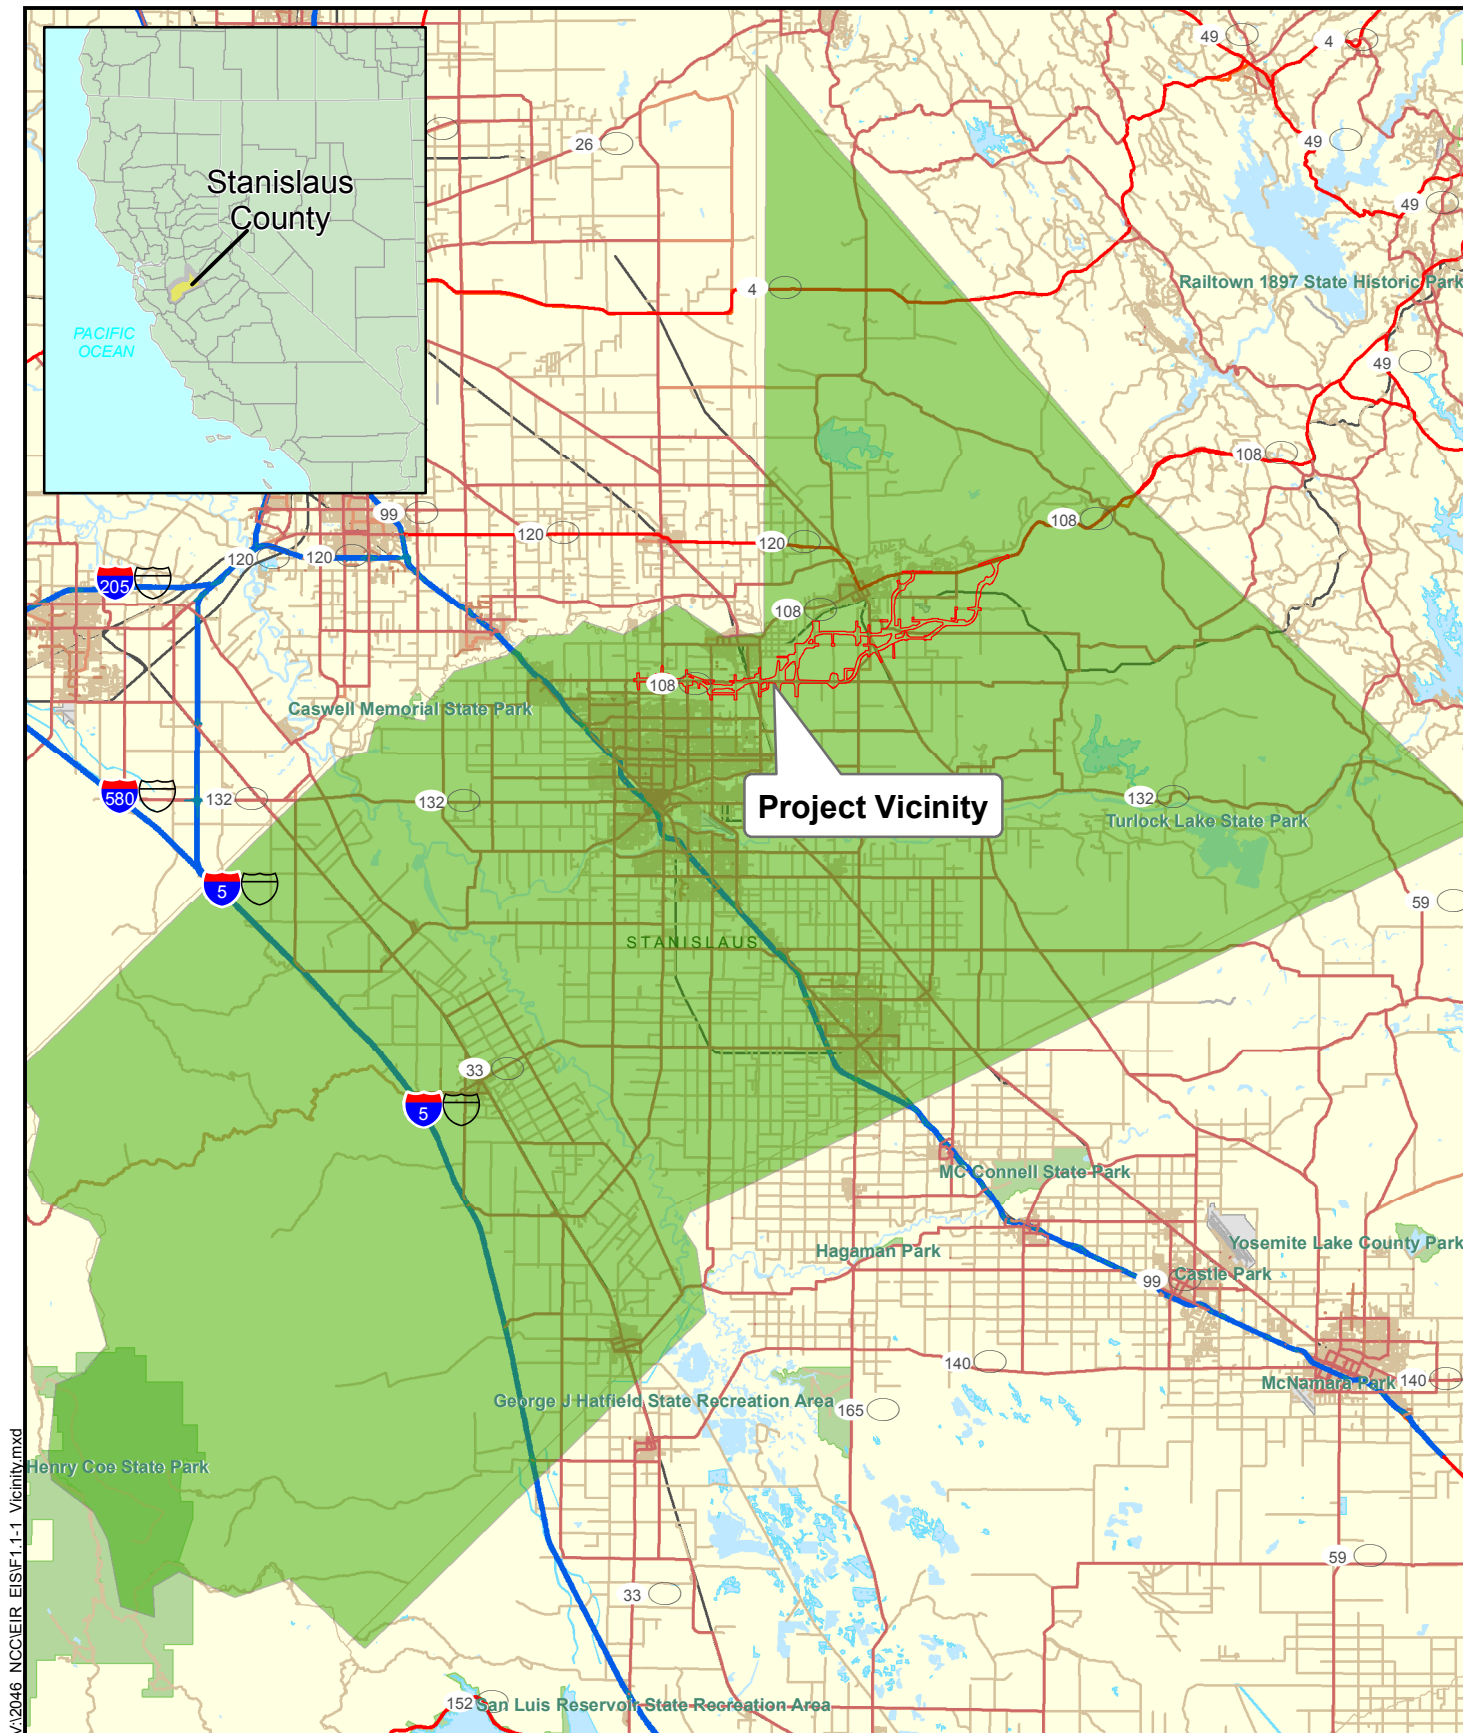 49
4
26
49
Stanislaus
County
49
Railtown 1897 State Historic Park
4
PACIFIC
OCEAN
49
108
99
108
120
120
120
120
205
108
108
Caswell Memorial State Park
580
132
132
Project Vicinity
132
Turlock Lake State Park
5
59
STANISLAUS
33
5
MC Connell State Park
Hagaman Park
Yosemite Lake County Park
99
Castle Park
140
McNamara Park
140
George J Hatfield State Recreation Area
165
Henry Coe State Park
59
33
152
San Luis Reservoir State Recreation Area
V:\2046_NCC\EIR_EIS\F1.1-1_Vicinity.mxd